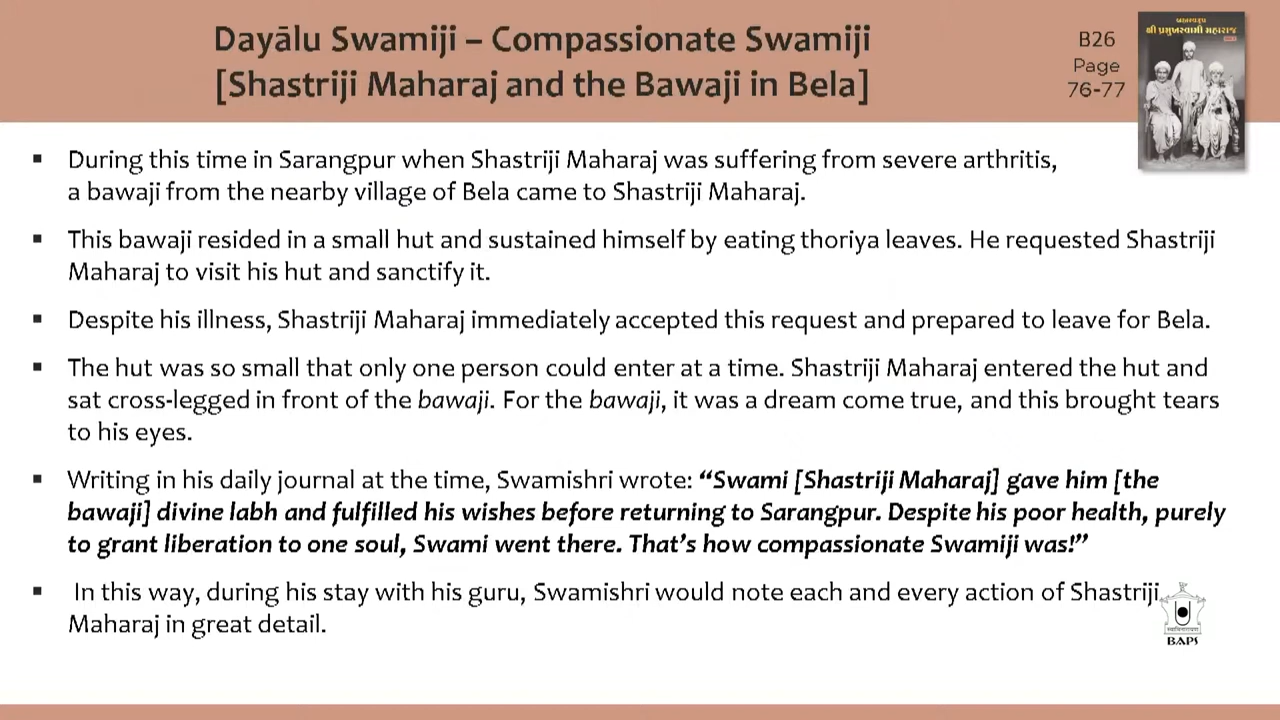 Dayālu Swamiji – Compassionate Swamiji
[Shastriji Maharaj and the Bawaji in Bela]
B26
Page
76-77
શ્રી પ્રમુખસ્વામી મહારાજ
▪ During this time in Sarangpur when Shastriji Maharaj was suffering from severe arthritis,
a bawaji from the nearby village of Bela came to Shastriji Maharaj.
▪ This bawaji resided in a small hut and sustained himself by eating thoriya leaves. He requested Shastriji
Maharaj to visit his hut and sanctify it.
▪ Despite his illness, Shastriji Maharaj immediately accepted this request and prepared to leave for Bela.
▪ The hut was so small that only one person could enter at a time. Shastriji Maharaj entered the hut and
sat cross-legged in front of the bawaji. For the bawaji, it was a dream come true, and this brought tears
to his eyes.
▪ Writing in his daily journal at the time, Swamishri wrote: “Swami [Shastriji Maharaj] gave him [the
bawaji] divine labh and fulfilled his wishes before returning to Sarangpur. Despite his poor health, purely
to grant liberation to one soul, Swami went there. That’s how compassionate Swamiji was!”
▪ In this way, during his stay with his guru, Swamishri would note each and every action of Shastriji
Maharaj in great detail.
BAPS